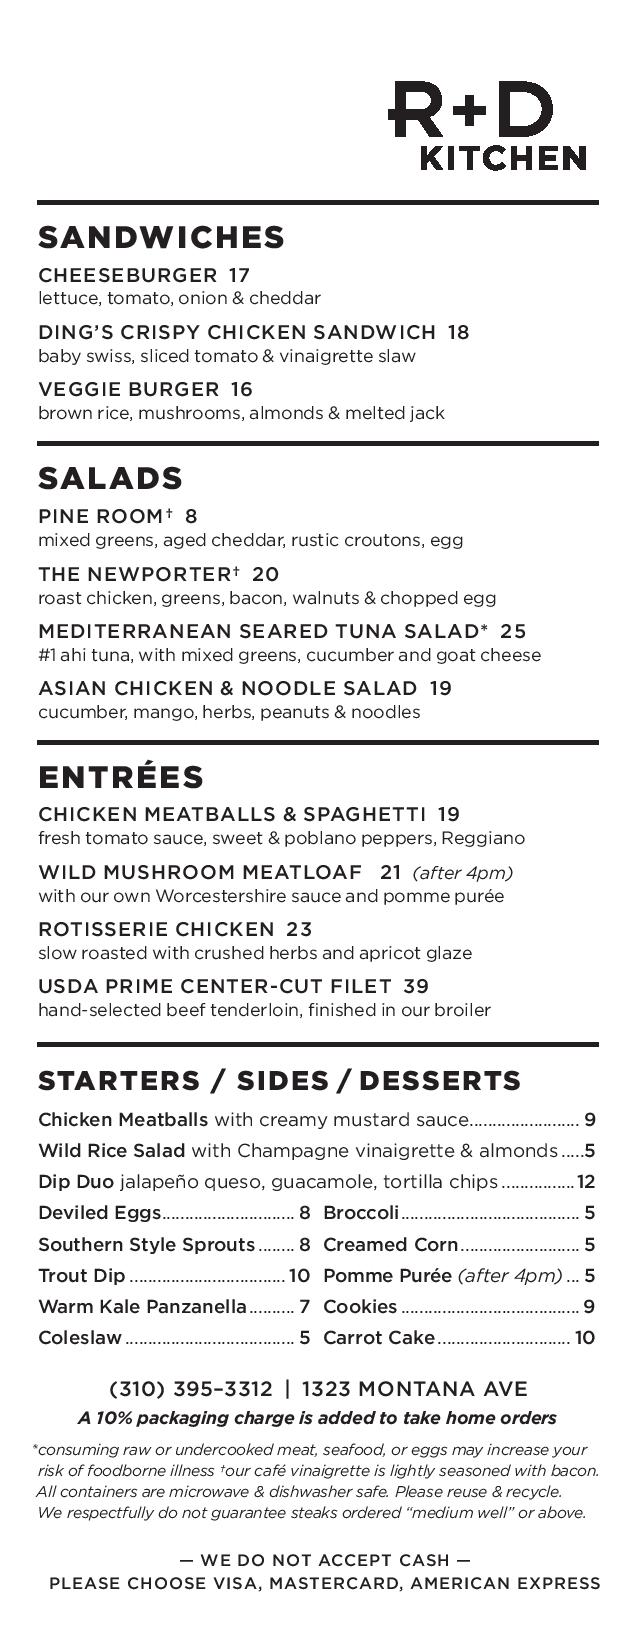 R+D
KITCHEN
SANDWICHES
CHEESEBURGER 17
lettuce, tomato, onion & cheddar
DING'S CRISPY CHICKEN SANDWICH 18
baby swiss, sliced tomato & vinaigrette slaw
VEGGIE BURGER 16
brown rice, mushrooms, almonds & melted jack
SALADS
PINE ROOM† 8
mixed greens, aged cheddar, rustic croutons, egg
THE NEWPORTER† 20
roast chicken, greens, bacon, walnuts & chopped egg
MEDITERRANEAN SEARED TUNA SALAD* 25
#1 ahi tuna, with mixed greens, cucumber and goat cheese
ASIAN CHICKEN & NOODLE SALAD 19
cucumber, mango, herbs, peanuts & noodles
ENTRÉES
CHICKEN MEATBALLS & SPAGHETTI 19
fresh tomato sauce, sweet & poblano peppers, Reggiano
WILD MUSHROOM MEATLOAF 21 (after 4pm)
with our own Worcestershire sauce and pomme purée
ROTISSERIE CHICKEN 23
slow roasted with crushed herbs and apricot glaze
USDA PRIME CENTER-CUT FILET 39
hand-selected beef tenderloin, finished in our broiler
STARTERS / SIDES / DESSERTS
Chicken Meatballs with creamy mustard sauce........................ 9
Wild Rice Salad with Champagne vinaigrette & almonds .....5
Dip Duo jalapeño queso, guacamole, tortilla chips ................12
Deviled Eggs............................. 8 Broccoli....................................... 5
Southern Style Sprouts ........ 8 Creamed Corn.......................... 5
Trout Dip .................................. 10 Pomme Purée (after 4pm) ... 5
Warm Kale Panzanella.......... 7 Cookies ....................................... 9
Coleslaw ..................................... 5 Carrot Cake............................. 10
(310) 395–3312 | 1323 MONTANA AVE
A 10% packaging charge is added to take home orders
*consuming raw or undercooked meat, seafood, or eggs may increase your
risk of foodborne illness †our café vinaigrette is lightly seasoned with bacon.
All containers are microwave & dishwasher safe. Please reuse & recycle.
We respectfully do not guarantee steaks ordered "medium well" or above.
— WE DO NOT ACCEPT CASH —
PLEASE CHOOSE VISA, MASTERCARD, AMERICAN EXPRESS